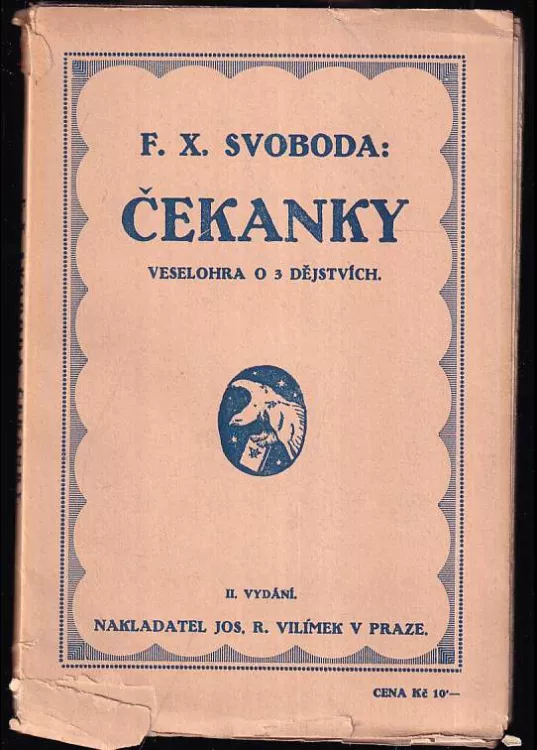 F. X. SVOBODA:
ČEKANKY
VESELOHRA O 3 DĚJSTVÍCH.
II. VYDÁNÍ.
NAKLADATEL JOS. R. VILÍMEK V PRAZE.
CENA Kč 10·—